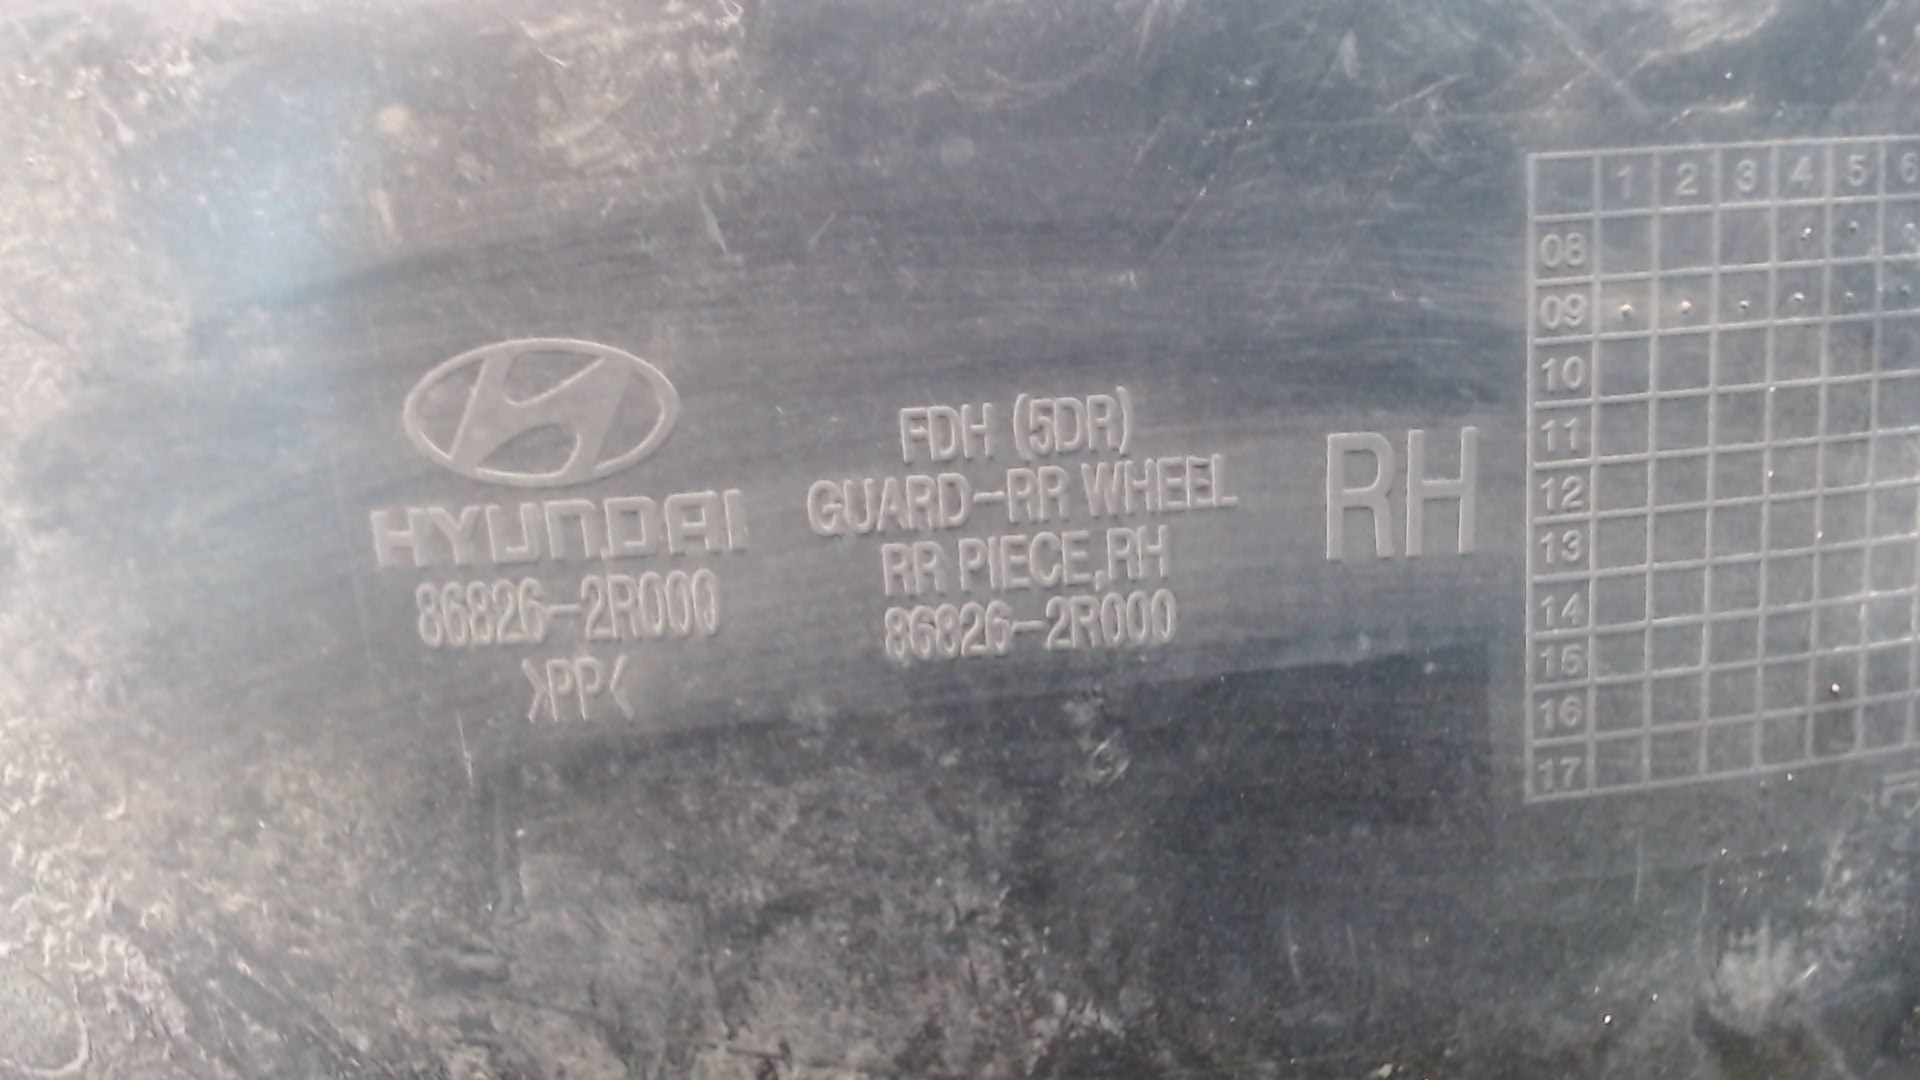 HYUNDAI
86826-2R000
>PP<
FDH (5DR)
GUARD-RR WHEEL
RR PIECE,RH
86826-2R000
RH
1 2 3 4 5 6
08
09
10
11
12
13
14
15
16
17